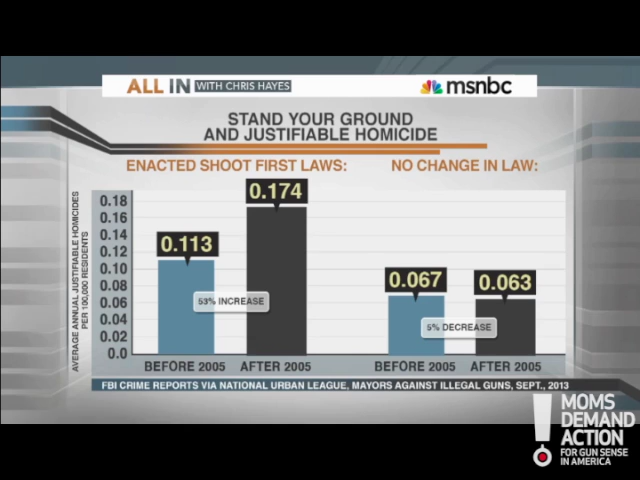 ALL IN WITH CHRIS HAYES
msnbc
STAND YOUR GROUND
AND JUSTIFIABLE HOMICIDE
ENACTED SHOOT FIRST LAWS:
NO CHANGE IN LAW:
AVERAGE ANNUAL JUSTIFIABLE HOMICIDES
PER 100,000 RESIDENTS
0.18
0.16
0.14
0.12
0.10
0.08
0.06
0.04
0.02
0.0
0.113
0.174
53% INCREASE
0.067
0.063
5% DECREASE
BEFORE 2005
AFTER 2005
BEFORE 2005
AFTER 2005
FBI CRIME REPORTS VIA NATIONAL URBAN LEAGUE, MAYORS AGAINST ILLEGAL GUNS, SEPT., 2013
MOMS
DEMAND
ACTION
FOR GUN SENSE
IN AMERICA